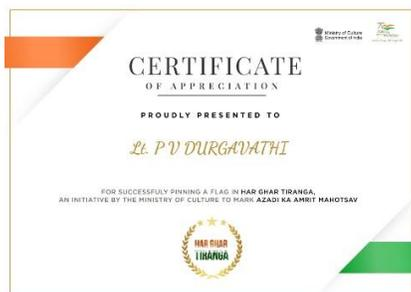 Ministry of Culture
Government of India
CERTIFICATE
OF APPRECIATION
PROUDLY PRESENTED TO
Lt. P V DURGAVATHI
FOR SUCCESSFULY PINNING A FLAG IN HAR GHAR TIRANGA,
AN INITIATIVE BY THE MINISTRY OF CULTURE TO MARK AZADI KA AMRIT MAHOTSAV
HAR GHAR
TIRANGA